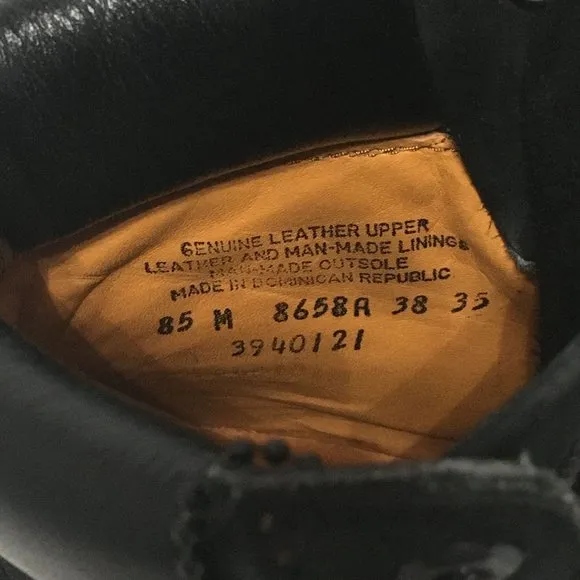 GENUINE LEATHER UPPER
LEATHER AND MAN-MADE LININGS
MAN-MADE OUTSOLE
MADE IN DOMINICAN REPUBLIC
85 M 8658A 38 35
3940121